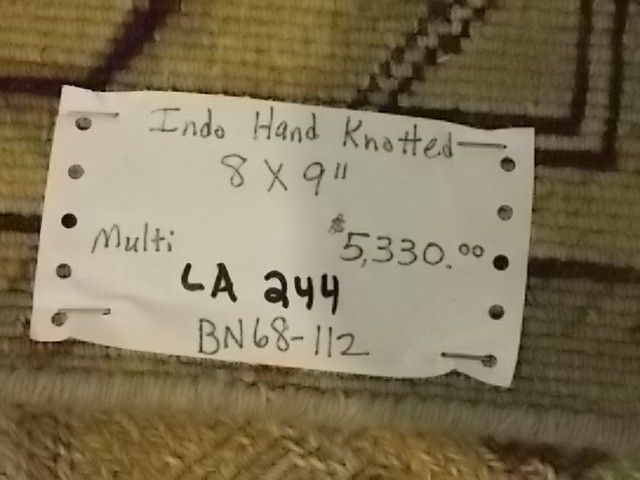 Indo Hand Knotted
8 X 9"
Multi $5,330.00
LA 244
BN68-112